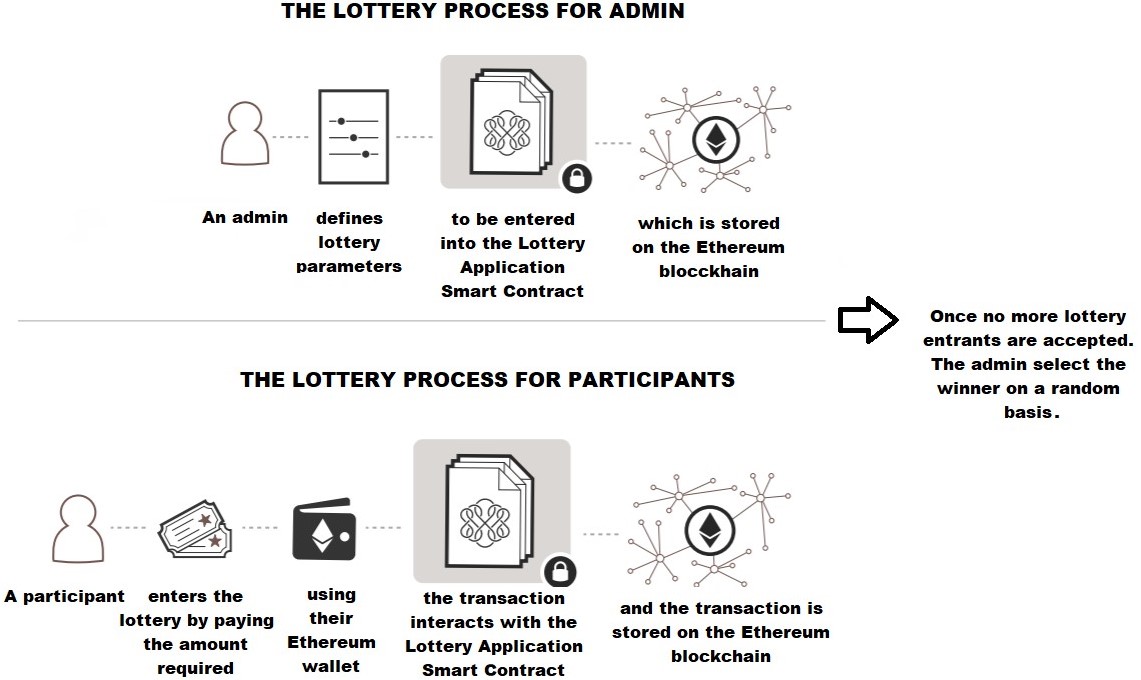 THE LOTTERY PROCESS FOR ADMIN
An admin
defines
lottery
parameters
to be entered
into the Lottery
Application
Smart Contract
which is stored
on the Ethereum
blocckhain
Once no more lottery
entrants are accepted.
The admin select the
winner on a random
basis.
THE LOTTERY PROCESS FOR PARTICIPANTS
A participant
enters the
lottery by paying
the amount
required
using
their
Ethereum
wallet
the transaction
interacts with the
Lottery Application
Smart Contract
and the transaction is
stored on the Ethereum
blockchain